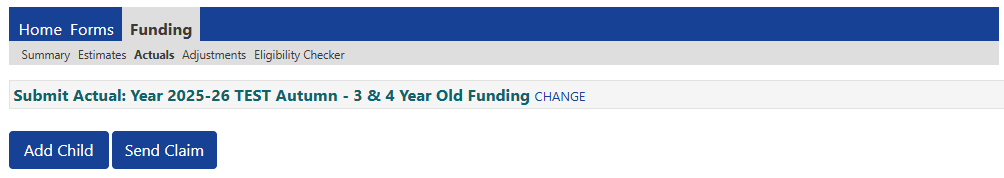 Home Forms Funding
Summary Estimates Actuals Adjustments Eligibility Checker
Submit Actual: Year 2025-26 TEST Autumn - 3 & 4 Year Old Funding CHANGE
Add Child Send Claim